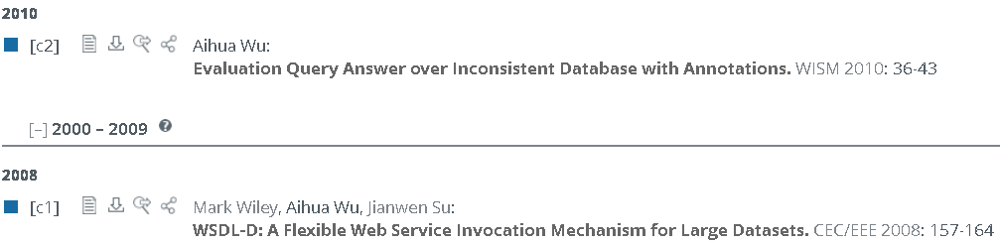 2010
[c2] Aihua Wu:
Evaluation Query Answer over Inconsistent Database with Annotations. WISM 2010: 36-43
[–] 2000 – 2009 ?
2008
[c1] Mark Wiley, Aihua Wu, Jianwen Su:
WSDL-D: A Flexible Web Service Invocation Mechanism for Large Datasets. CEC/EEE 2008: 157-164